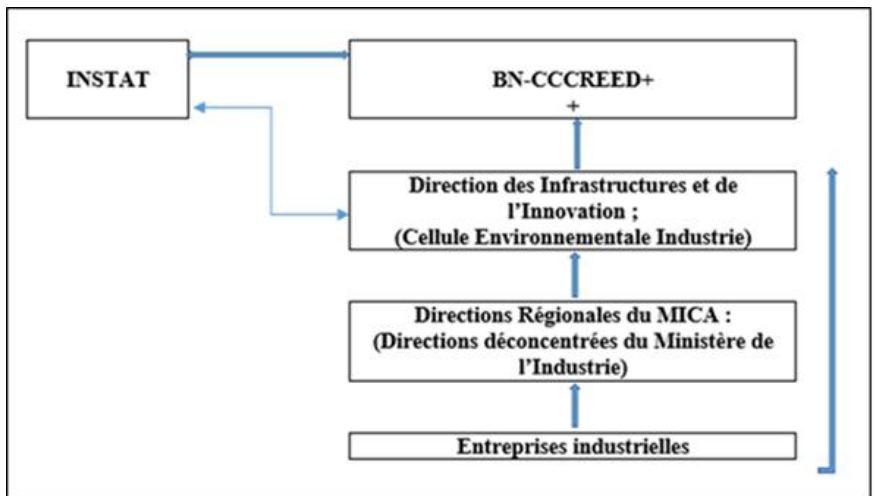 INSTAT
BN-CCCREED+
+
Direction des Infrastructures et de
l’Innovation ;
(Cellule Environnementale Industrie)
Directions Régionales du MICA :
(Directions déconcentrées du Ministère de
l’Industrie)
Entreprises industrielles